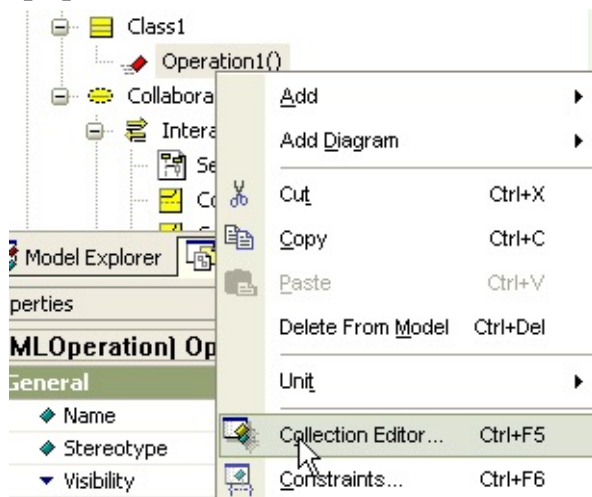 Class1
Operation1()
Collabora
Add
Intera
Add Diagram
Se
Cut Ctrl+X
Co
Copy Ctrl+C
Model Explorer
Paste Ctrl+V
perties
Delete From Model Ctrl+Del
MLOperation) Op
General
Unit
Name
Collection Editor... Ctrl+F5
Stereotype
Visibility
Constraints... Ctrl+F6